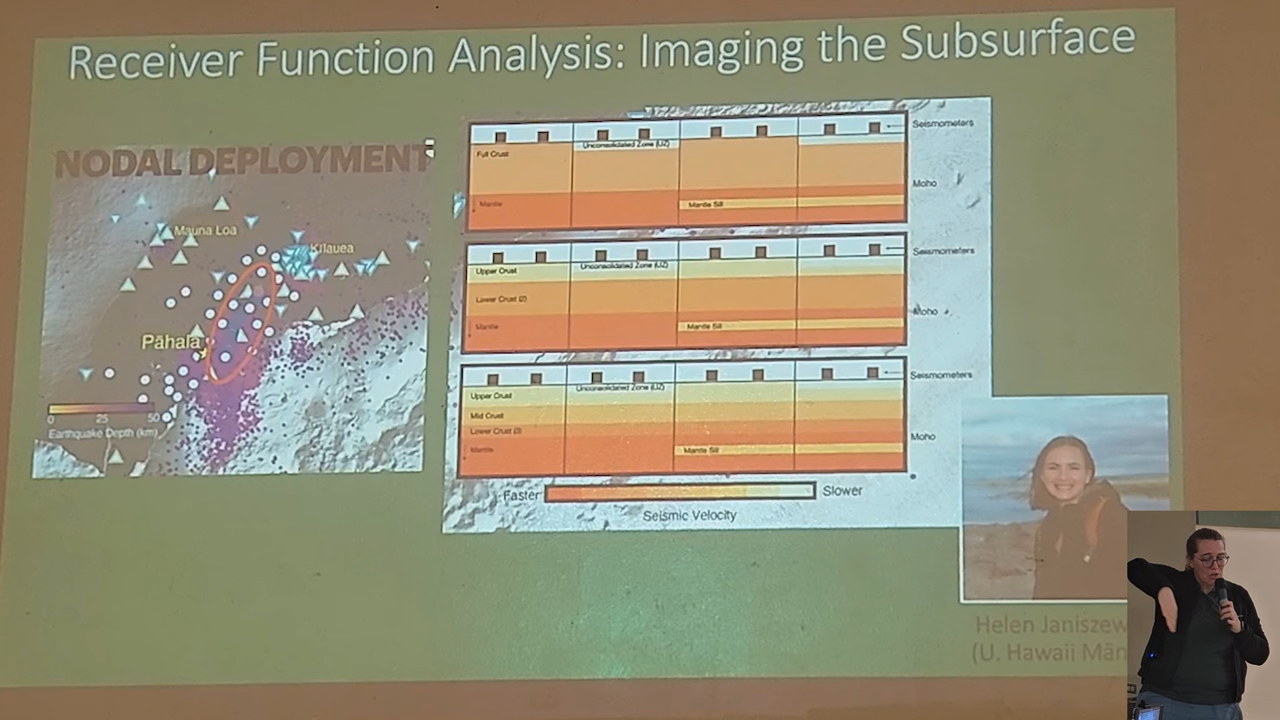 Receiver Function Analysis: Imaging the Subsurface
NODAL DEPLOYMENT
Mauna Loa
Kīlauea
Pāhala
0 25 50
Earthquake Depth (km)
Seismometers
Unconsolidated Zone (UZ)
Full Crust
Moho
Mantle
Mantle Sill
Seismometers
Unconsolidated Zone (UZ)
Upper Crust
Lower Crust (2)
Moho
Mantle
Mantle Sill
Seismometers
Unconsolidated Zone (UZ)
Upper Crust
Mid Crust
Lower Crust (3)
Moho
Mantle
Mantle Sill
Faster
Slower
Seismic Velocity
Helen Janiszew
(U. Hawaii Mān